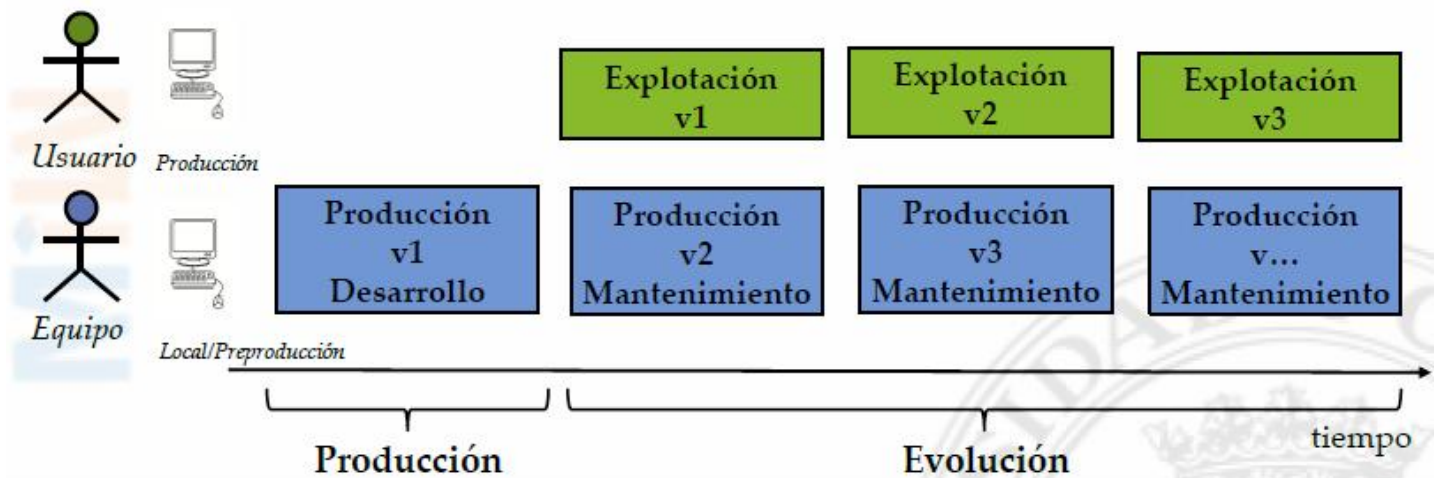 Explotación
v1
Explotación
v2
Explotación
v3
Usuario
Producción
Producción
v1
Desarrollo
Producción
v2
Mantenimiento
Producción
v3
Mantenimiento
Producción
v...
Mantenimiento
Equipo
Local/Preproducción
tiempo
Producción
Evolución